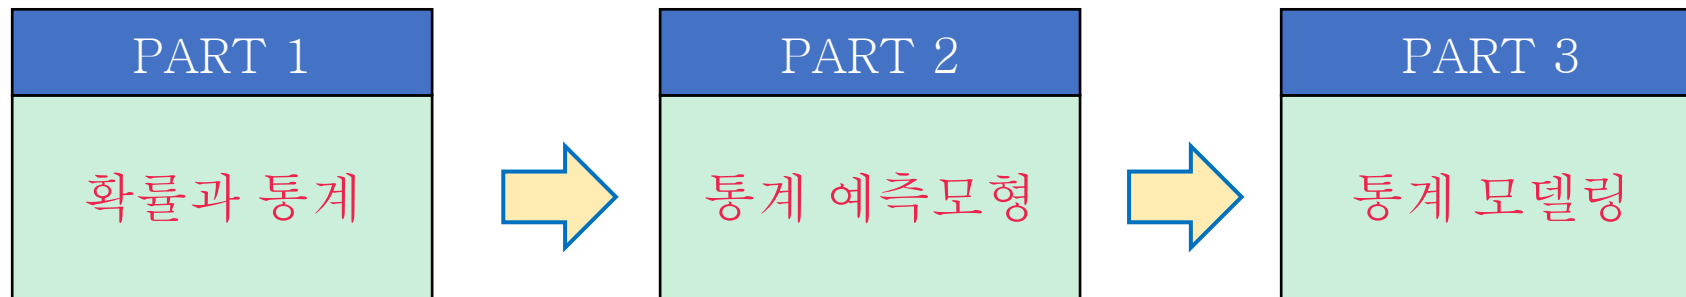 PART 1
확률과 통계
PART 2
통계 예측모형
PART 3
통계 모델링